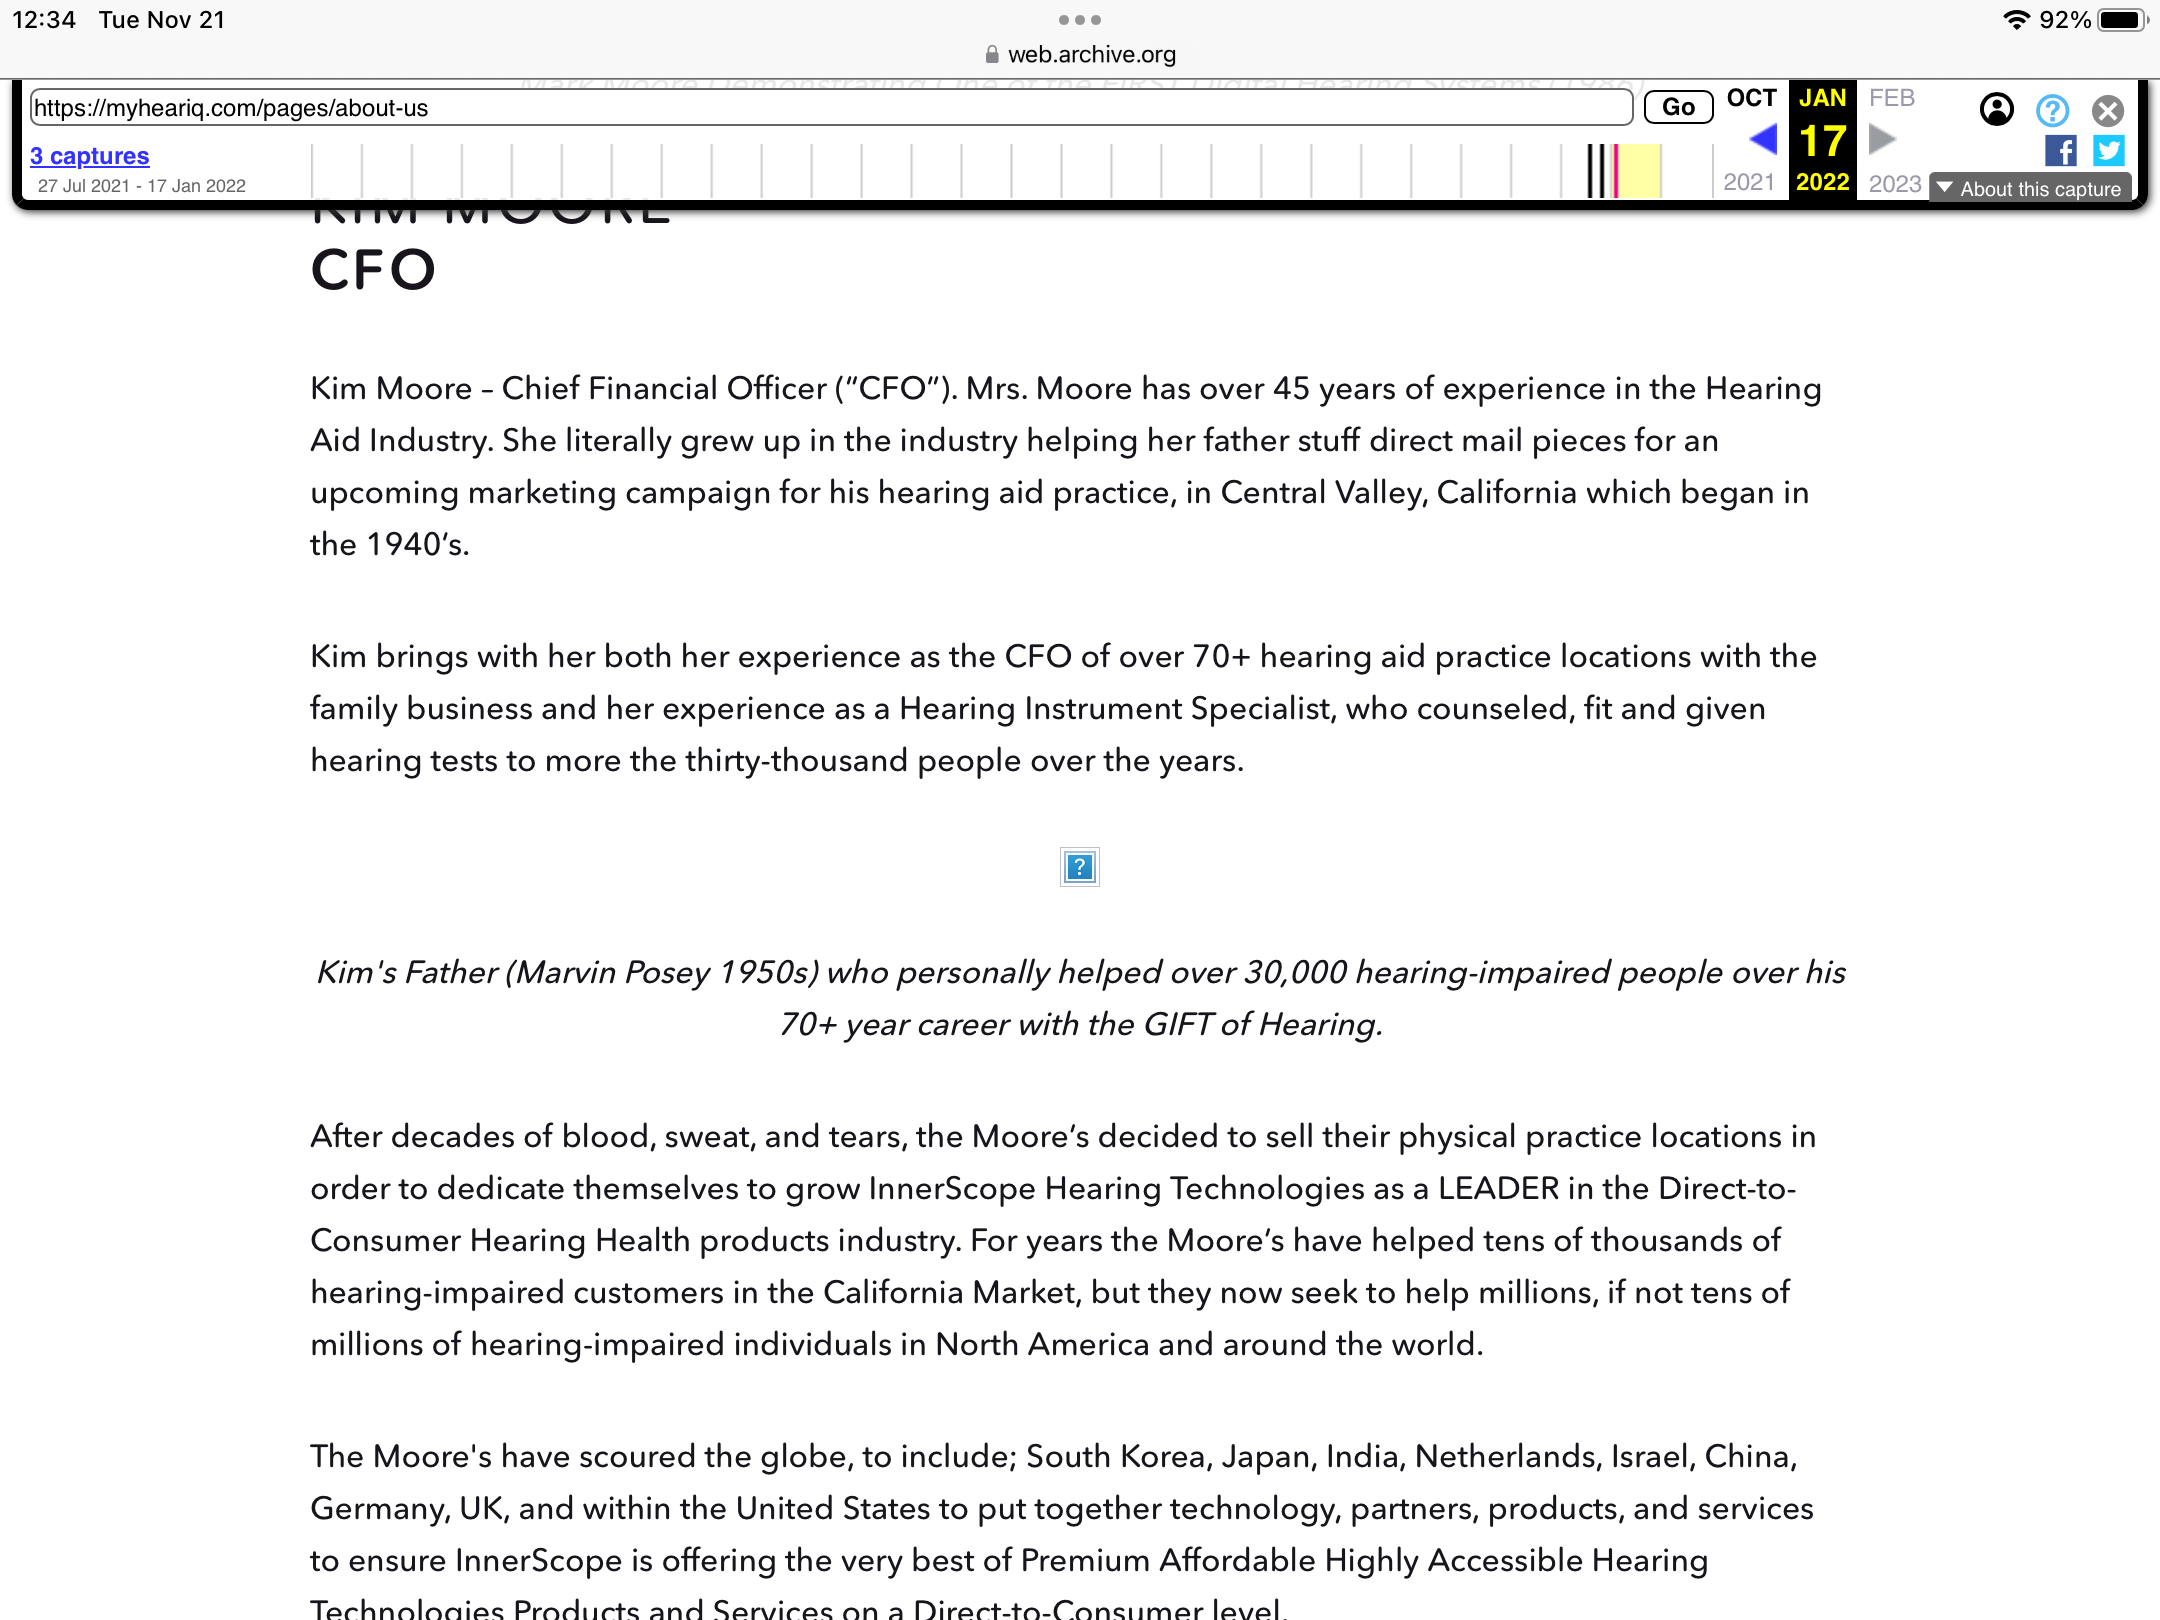 12:34 Tue Nov 21
92%
web.archive.org
Mark Moore Demonstrating One of the FIRST Digital Hearing Systems (1986)
https://myheariq.com/pages/about-us
Go
OCT JAN FEB
17
2021 2022 2023
3 captures
27 Jul 2021 - 17 Jan 2022
About this capture
KIM MOORE
CFO
Kim Moore – Chief Financial Officer (“CFO”). Mrs. Moore has over 45 years of experience in the Hearing
Aid Industry. She literally grew up in the industry helping her father stuff direct mail pieces for an
upcoming marketing campaign for his hearing aid practice, in Central Valley, California which began in
the 1940’s.
Kim brings with her both her experience as the CFO of over 70+ hearing aid practice locations with the
family business and her experience as a Hearing Instrument Specialist, who counseled, fit and given
hearing tests to more the thirty-thousand people over the years.
?
Kim's Father (Marvin Posey 1950s) who personally helped over 30,000 hearing-impaired people over his
70+ year career with the GIFT of Hearing.
After decades of blood, sweat, and tears, the Moore’s decided to sell their physical practice locations in
order to dedicate themselves to grow InnerScope Hearing Technologies as a LEADER in the Direct-to-
Consumer Hearing Health products industry. For years the Moore’s have helped tens of thousands of
hearing-impaired customers in the California Market, but they now seek to help millions, if not tens of
millions of hearing-impaired individuals in North America and around the world.
The Moore's have scoured the globe, to include; South Korea, Japan, India, Netherlands, Israel, China,
Germany, UK, and within the United States to put together technology, partners, products, and services
to ensure InnerScope is offering the very best of Premium Affordable Highly Accessible Hearing
Technologies Products and Services on a Direct-to-Consumer level.